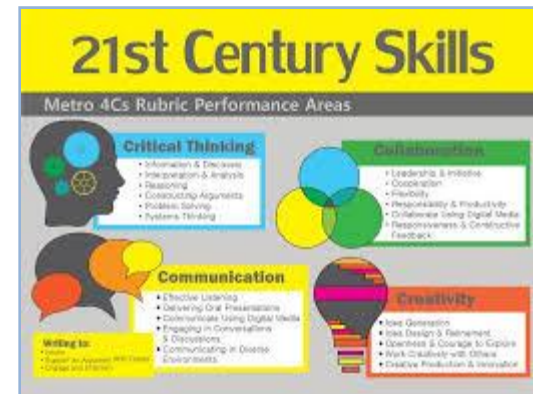 21st Century Skills
Metro 4Cs Rubric Performance Areas
Critical Thinking
• Information & Discovery
• Interpretation & Analysis
• Reasoning
• Constructing Arguments
• Problem Solving
• Systems Thinking
Collaboration
• Leadership & Initiative
• Cooperation
• Flexibility
• Responsibility & Productivity
• Collaborate Using Digital Media
• Responsiveness & Constructive
Feedback
Communication
• Effective Listening
• Delivering Oral Presentations
• Communicate Using Digital Media
• Engaging in Conversations
& Discussions
• Communicating in Diverse
Environments
Writing to:
• Engage and Entertain
Creativity
• Idea Generation
• Idea Design & Refinement
• Openness & Courage to Explore
• Work Creatively with Others
• Creative Production & Innovation